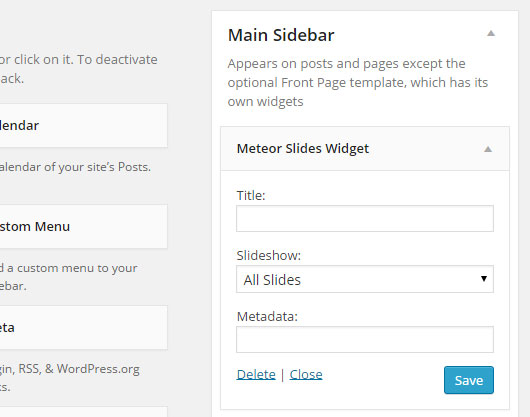 or click on it. To deactivate
ack.
lendar
alendar of your site's Posts.
stom Menu
d a custom menu to your
ebar.
eta
gin, RSS, & WordPress.org
ks.
Main Sidebar
Appears on posts and pages except the
optional Front Page template, which has its
own widgets
Meteor Slides Widget
Title:
Slideshow:
All Slides
Metadata:
Delete | Close
Save